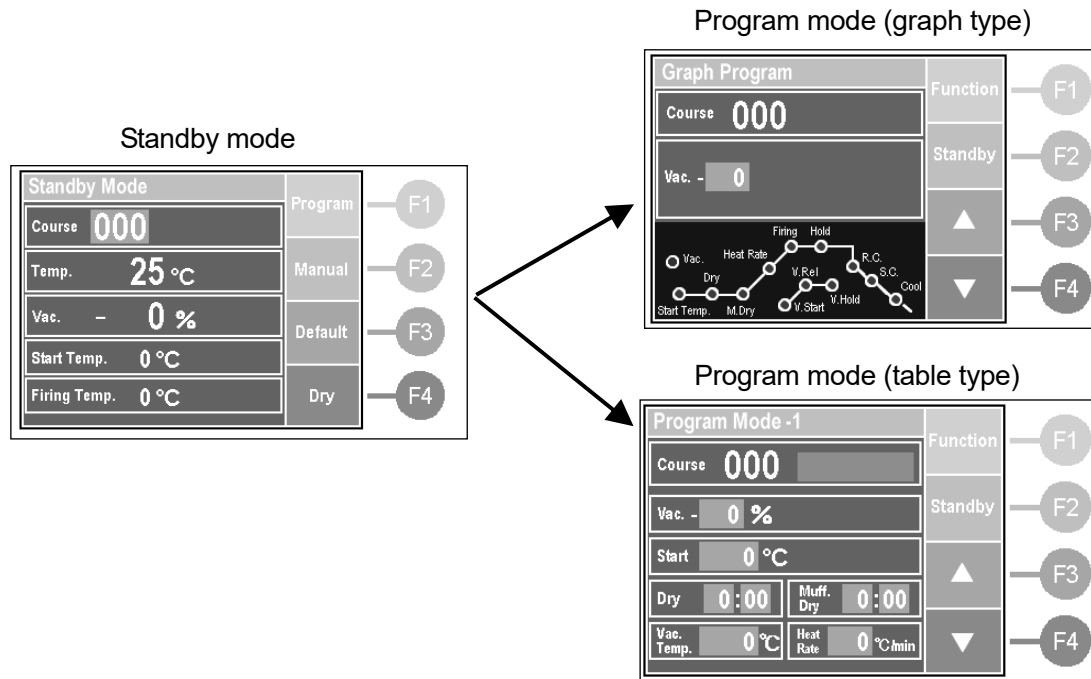 Standby mode
Standby Mode
Course 000
Temp. 25 °C
Vac. – 0 %
Start Temp. 0 °C
Firing Temp. 0 °C
Program F1
Manual F2
Default F3
Dry F4
Program mode (graph type)
Graph Program
Course 000
Vac. - 0
Firing Hold
Vac. Heat Rate R.C.
Dry V.Rel S.C.
Cool
Start Temp. M.Dry V.Start V.Hold
Function F1
Standby F2
▲ F3
▼ F4
Program mode (table type)
Program Mode -1
Course 000
Vac. - 0 %
Start 0 °C
Dry 0:00 Muff. Dry 0:00
Vac. Temp. 0 °C Heat Rate 0 °C/min
Function F1
Standby F2
▲ F3
▼ F4